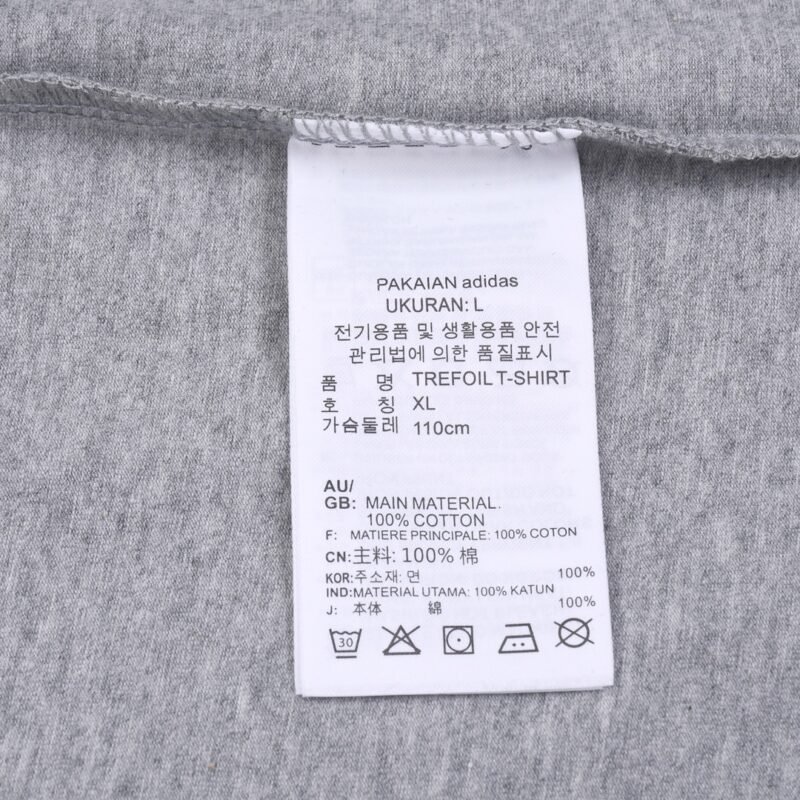 PAKAIAN adidas
UKURAN: L
전기용품 및 생활용품 안전
관리법에 의한 품질표시
품 명 TREFOIL T-SHIRT
호 칭 XL
가슴둘레 110cm
AU/
GB: MAIN MATERIAL.
100% COTTON
F: MATIERE PRINCIPALE: 100% COTON
CN:主料: 100% 棉
KOR:주소재: 면 100%
IND:MATERIAL UTAMA: 100% KATUN
J: 本体 綿 100%
30